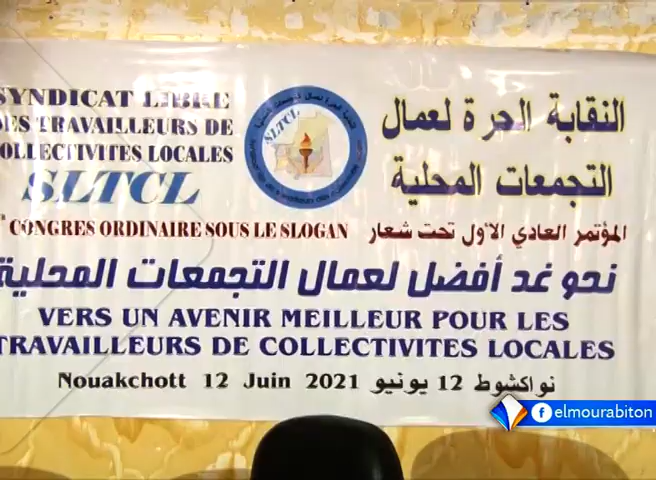 SYNDICAT LIBRE
DES TRAVAILLEURS DE
COLLECTIVITES LOCALES
SLTCL
SLTCL
النقابة الحرة لعمال
التجمعات المحلية
CONGRES ORDINAIRE SOUS LE SLOGAN
المؤتمر العادي الأول تحت شعار
نحو غد أفضل لعمال التجمعات المحلية
VERS UN AVENIR MEILLEUR POUR LES
TRAVAILLEURS DE COLLECTIVITES LOCALES
Nouakchott 12 Juin 2021 نواكشوط 12 يونيو
elmourabiton